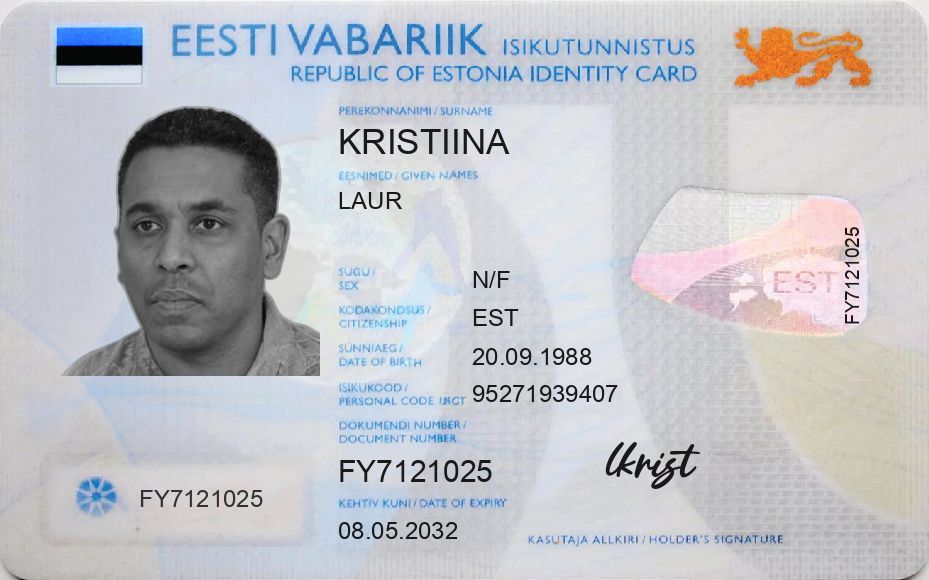 EESTI VABARIIK ISIKUTUNNISTUS
REPUBLIC OF ESTONIA IDENTITY CARD
PEREKONNANIMI / SURNAME
KRISTIINA
EESNIMED / GIVEN NAMES
LAUR
SUGU /
SEX
N/F
KODAKONDSUS /
CITIZENSHIP
EST
SÜNNIAEG /
DATE OF BIRTH
20.09.1988
ISIKUKOOD /
PERSONAL CODE
95271939407
DOKUMENDI NUMBER /
DOCUMENT NUMBER
FY7121025
KEHTIV KUNI / DATE OF EXPIRY
08.05.2032
FY7121025
EST
FY7121025
lkrist
KASUTAJA ALLKIRI / HOLDER'S SIGNATURE